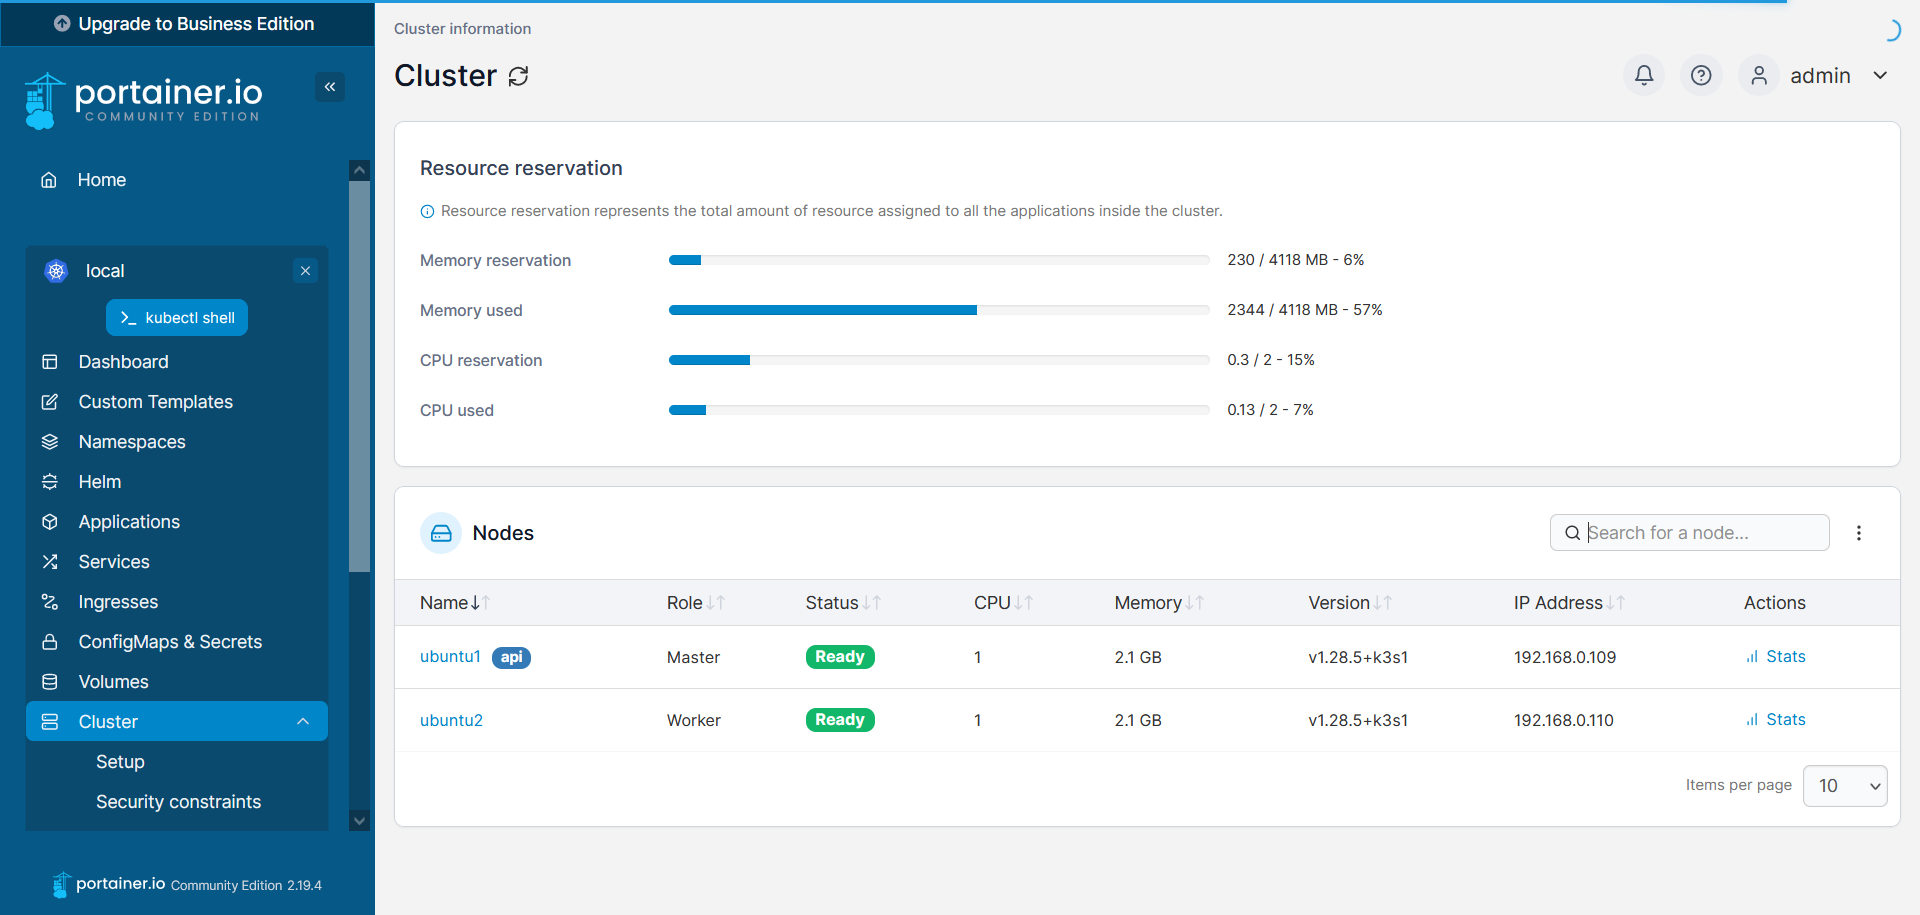 Upgrade to Business Edition
portainer.io
COMMUNITY EDITION
Home
local
kubectl shell
Dashboard
Custom Templates
Namespaces
Helm
Applications
Services
Ingresses
ConfigMaps & Secrets
Volumes
Cluster
Setup
Security constraints
portainer.io Community Edition 2.19.4
Cluster information
Cluster
admin
Resource reservation
Resource reservation represents the total amount of resource assigned to all the applications inside the cluster.
Memory reservation 230 / 4118 MB - 6%
Memory used 2344 / 4118 MB - 57%
CPU reservation 0.3 / 2 - 15%
CPU used 0.13 / 2 - 7%
Nodes
Search for a node...
Name Role Status CPU Memory Version IP Address Actions
ubuntu1 api Master Ready 1 2.1 GB v1.28.5+k3s1 192.168.0.109 Stats
ubuntu2 Worker Ready 1 2.1 GB v1.28.5+k3s1 192.168.0.110 Stats
Items per page 10